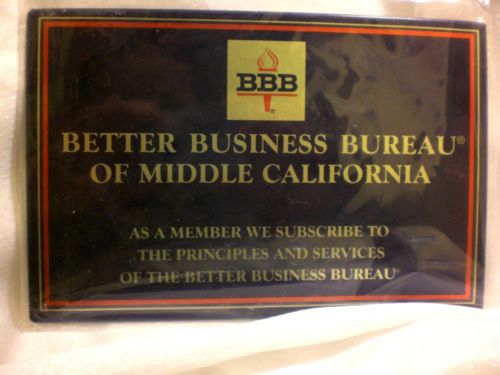 BBB
®
BETTER BUSINESS BUREAU®
OF MIDDLE CALIFORNIA
AS A MEMBER WE SUBSCRIBE TO
THE PRINCIPLES AND SERVICES
OF THE BETTER BUSINESS BUREAU